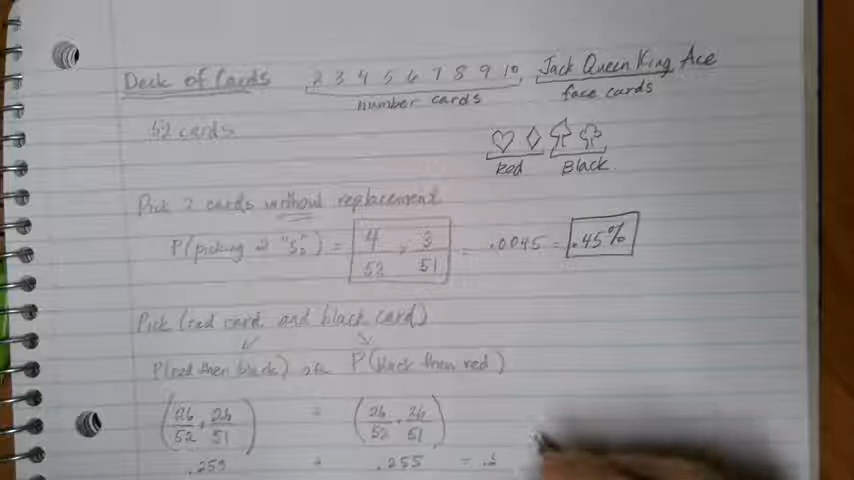 Deck of Cards 2 3 4 5 6 7 8 9 10, Jack Queen King Ace
number cards face cards
52 cards
Red Black
Pick 2 cards without replacement
P(picking 2 "5s") = 4/52 · 3/51 = .0045 = .45%
Pick (red card and black card)
P(red then black) or P(black then red)
(26/52 · 26/51) + (26/52 · 26/51)
.255 + .255 = .5